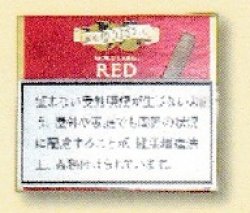 RED
望まない受動喫煙が生じないよ
う、屋外や家庭でも周囲の状況
に配慮することが、健康増進法
上、義務付けられています。